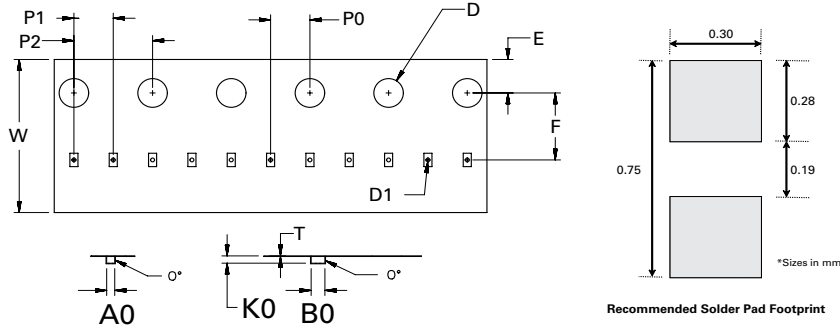 P1
P0
D
P2
E
W
F
D1
T
0°
0°
K0
A0
B0
0.30
0.28
0.75
0.19
*Sizes in mm
Recommended Solder Pad Footprint